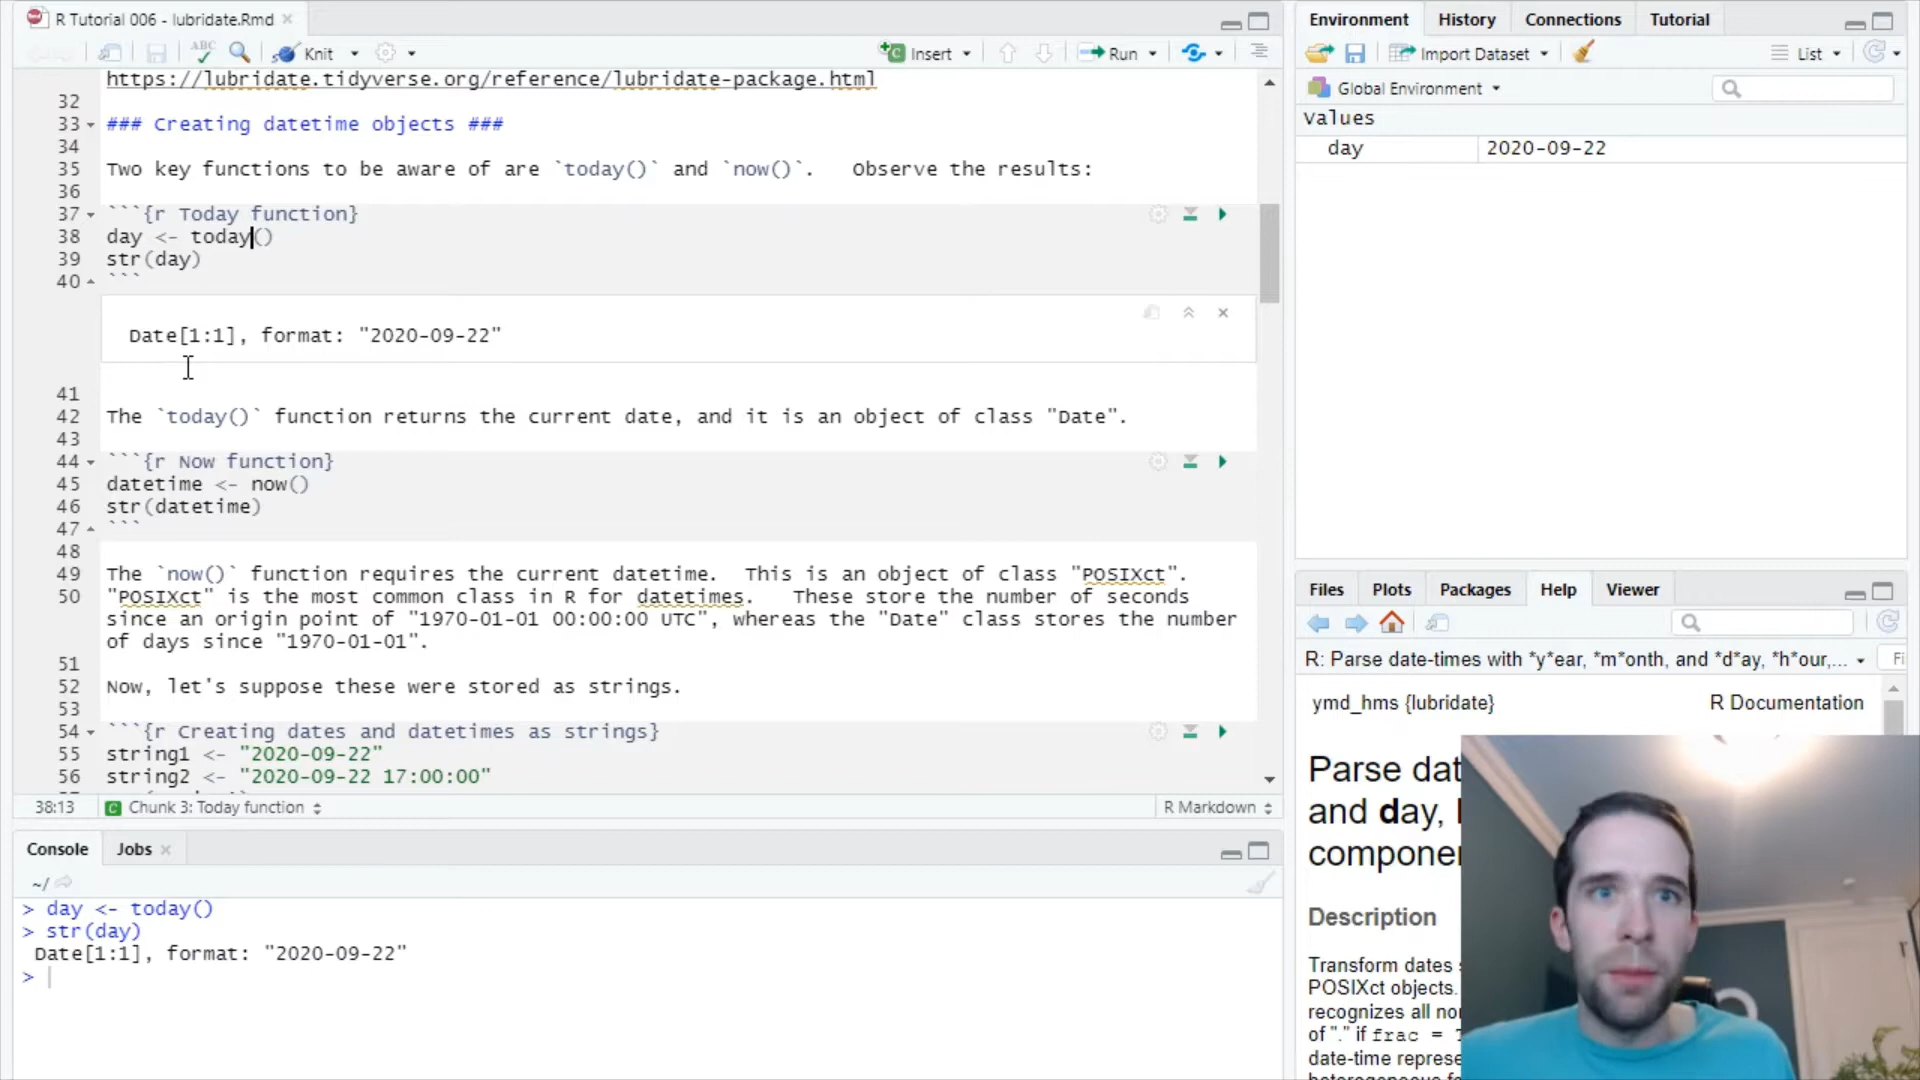 R Tutorial 006 - lubridate.Rmd
ABC Knit Insert Run
https://lubridate.tidyverse.org/reference/lubridate-package.html
32
33 ### Creating datetime objects ###
34
35 Two key functions to be aware of are `today()` and `now()`. Observe the results:
36
37 ```{r Today function}
38 day <- today()
39 str(day)
40 ```
Date[1:1], format: "2020-09-22"
41
42 The `today()` function returns the current date, and it is an object of class "Date".
43
44 ```{r Now function}
45 datetime <- now()
46 str(datetime)
47 ```
48
49 The `now()` function requires the current datetime. This is an object of class "POSIXct".
50 "POSIXct" is the most common class in R for datetimes. These store the number of seconds
since an origin point of "1970-01-01 00:00:00 UTC", whereas the "Date" class stores the number
of days since "1970-01-01".
51
52 Now, let's suppose these were stored as strings.
53
54 ```{r Creating dates and datetimes as strings}
55 string1 <- "2020-09-22"
56 string2 <- "2020-09-22 17:00:00"
38:13 Chunk 3: Today function R Markdown
Console Jobs
~/
> day <- today()
> str(day)
Date[1:1], format: "2020-09-22"
>
Environment History Connections Tutorial
Import Dataset List
Global Environment
Values
day 2020-09-22
Files Plots Packages Help Viewer
R: Parse date-times with *y*ear, *m*onth, and *d*ay, *h*our,... Fi
ymd_hms {lubridate} R Documentation
Parse dat
and day, 
componer
Description
Transform dates
POSIXct objects.
recognizes all no
of "." if frac =
date-time represe